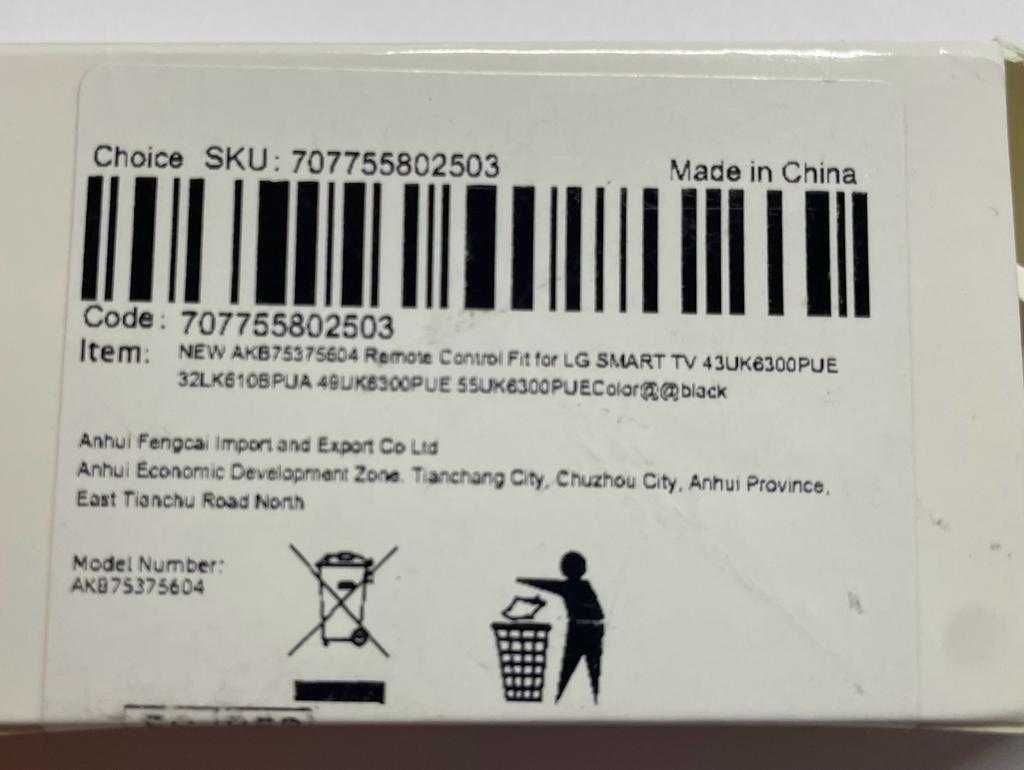 Choice SKU: 707755802503
Made in China
Code: 707755802503
Item: NEW AKB75375604 Remote Control Fit for LG SMART TV 43UK6300PUE
32LK610BPUA 49UK6300PUE 55UK6300PUEColor@@black
Anhui Fengcai Import and Export Co Ltd
Anhui Economic Development Zone, Tianchang City, Chuzhou City, Anhui Province,
East Tianchu Road North
Model Number:
AKB75375604